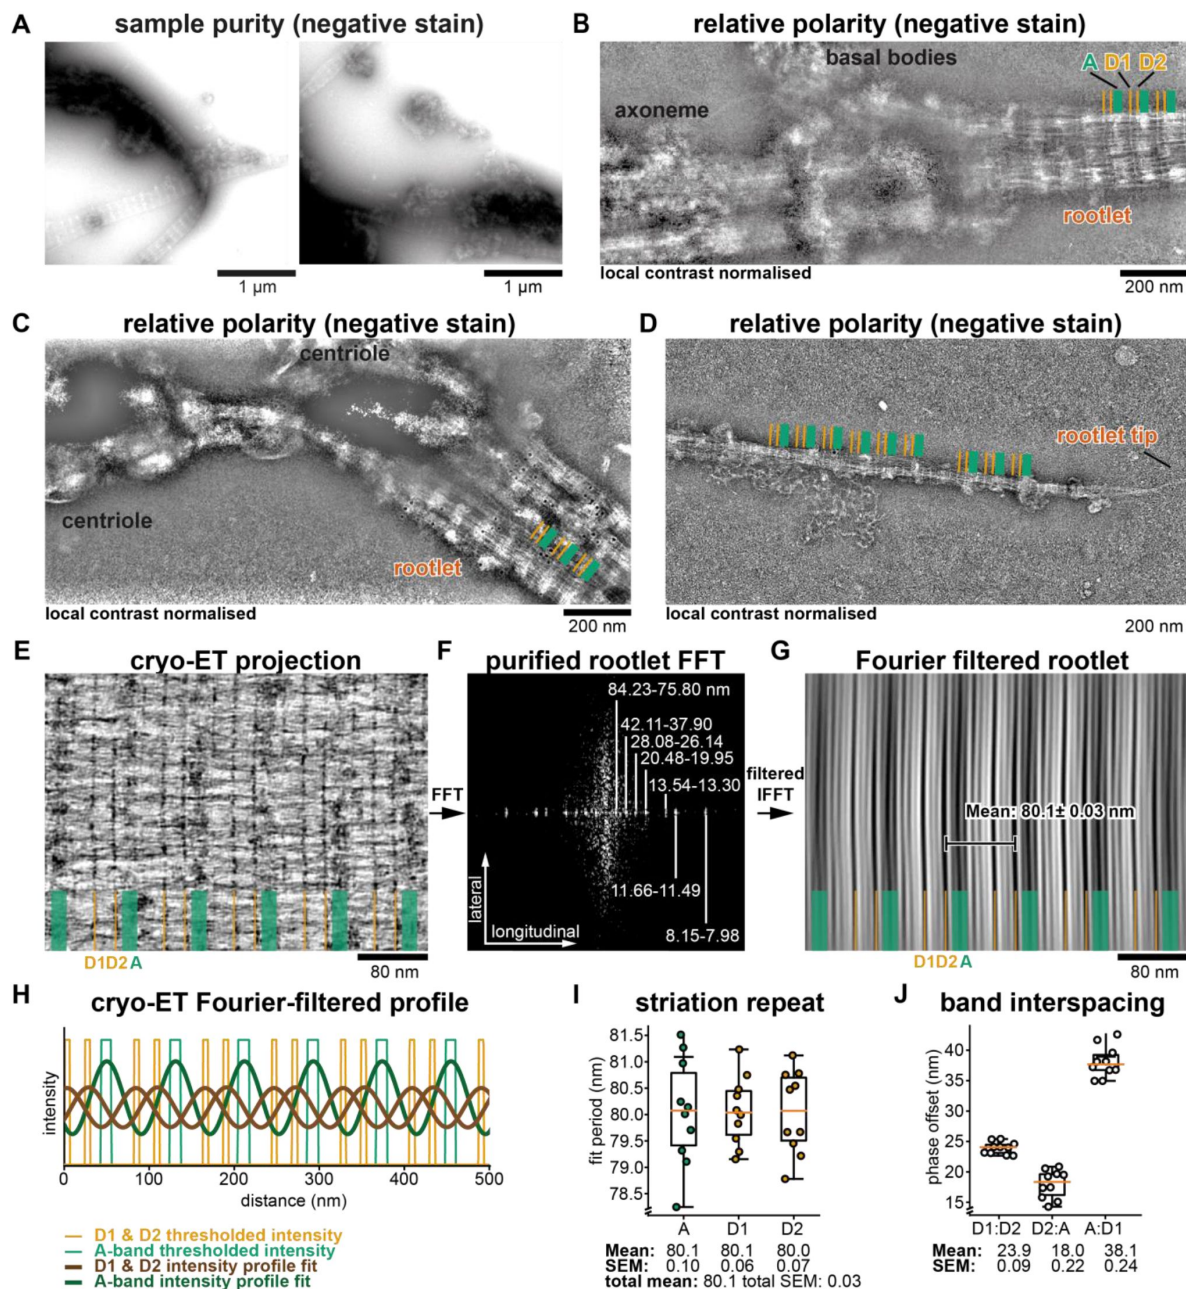 A sample purity (negative stain)
1 µm
1 µm
B relative polarity (negative stain)
basal bodies
A D1 D2
axoneme
rootlet
local contrast normalised
200 nm
C relative polarity (negative stain)
centriole
centriole
rootlet
local contrast normalised
200 nm
D relative polarity (negative stain)
rootlet tip
local contrast normalised
200 nm
E cryo-ET projection
D1D2A
80 nm
FFT
F purified rootlet FFT
84.23-75.80 nm
42.11-37.90
28.08-26.14
20.48-19.95
13.54-13.30
11.66-11.49
8.15-7.98
lateral
longitudinal
filtered
IFFT
G Fourier filtered rootlet
Mean: 80.1± 0.03 nm
D1D2A
80 nm
H cryo-ET Fourier-filtered profile
intensity
0 100 200 300 400 500
distance (nm)
D1 & D2 thresholded intensity
A-band thresholded intensity
D1 & D2 intensity profile fit
A-band intensity profile fit
I striation repeat
fit period (nm)
81.5
81.0
80.5
80.0
79.5
79.0
78.5
A D1 D2
Mean: 80.1 80.1 80.0
SEM: 0.10 0.06 0.07
total mean: 80.1 total SEM: 0.03
J band interspacing
phase offset (nm)
40
35
30
25
20
15
D1:D2 D2:A A:D1
Mean: 23.9 18.0 38.1
SEM: 0.09 0.22 0.24